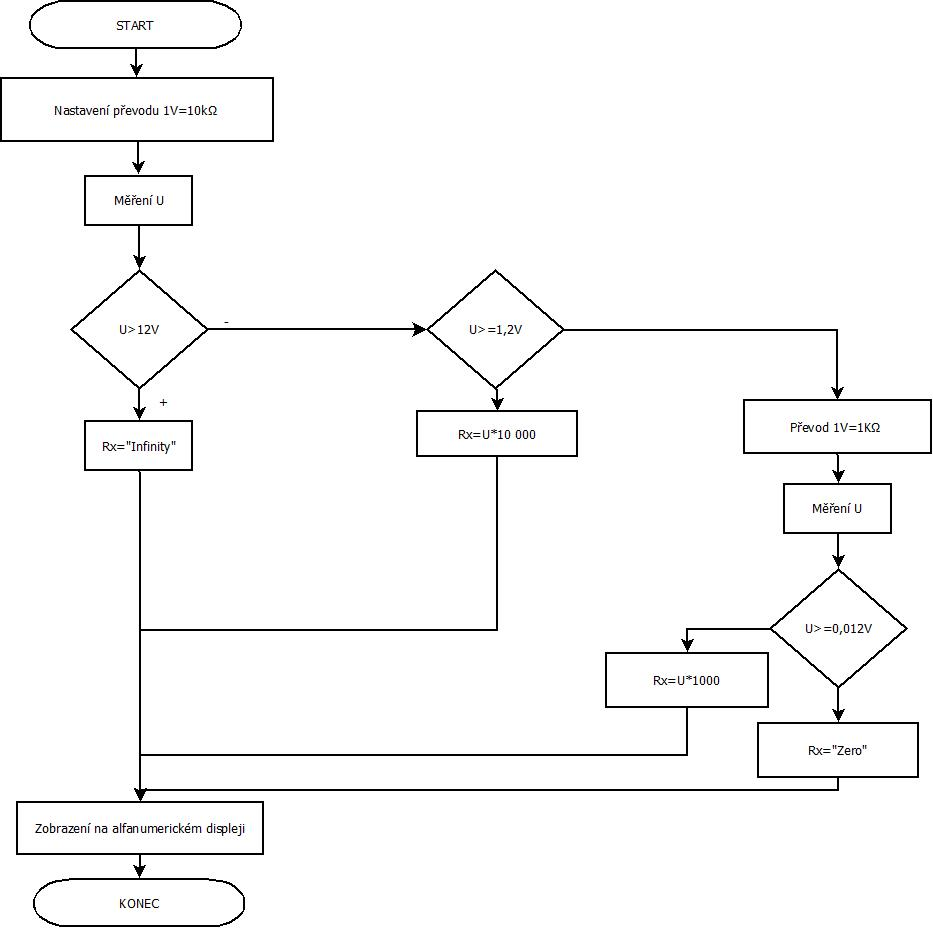 START
Nastavení převodu 1V=10kΩ
Měření U
U>12V
-
+
Rx="Infinity"
U>=1,2V
Rx=U*10 000
Převod 1V=1KΩ
Měření U
U>=0,012V
Rx=U*1000
Rx="Zero"
Zobrazení na alfanumerickém displeji
KONEC